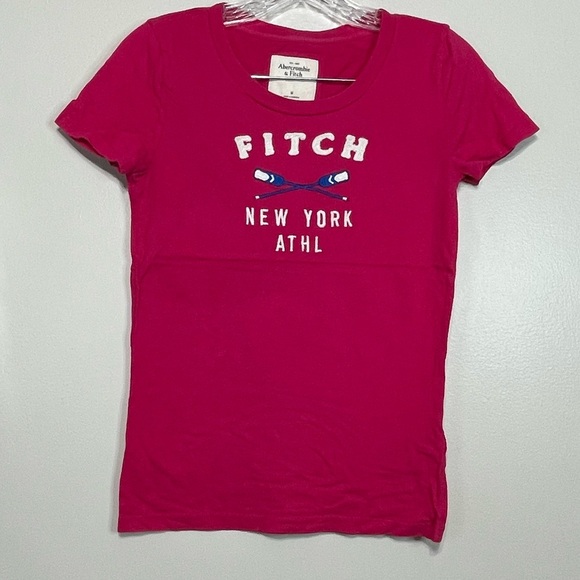 Abercrombie
& Fitch
FITCH
NEW YORK
ATHL